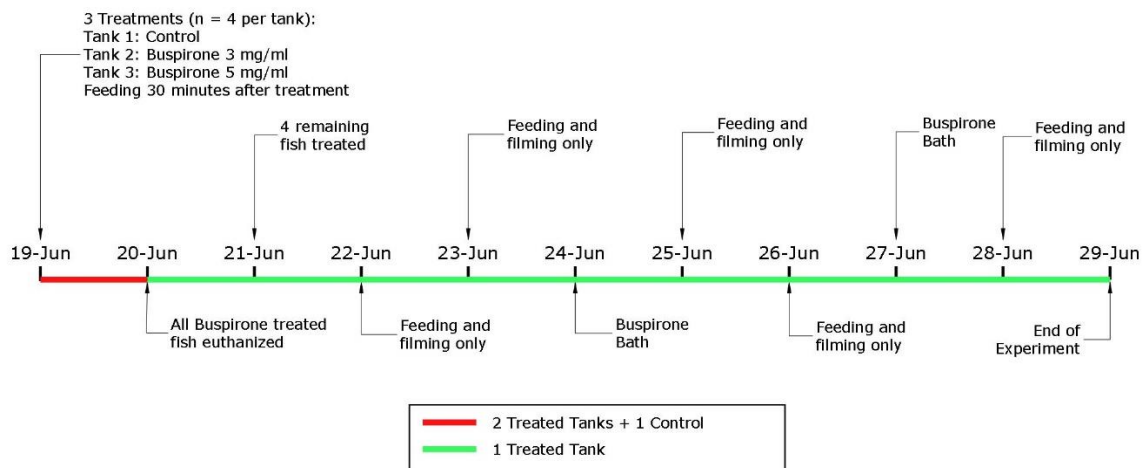 3 Treatments (n = 4 per tank):
Tank 1: Control
Tank 2: Buspirone 3 mg/ml
Tank 3: Buspirone 5 mg/ml
Feeding 30 minutes after treatment
4 remaining
fish treated
Feeding and
filming only
Feeding and
filming only
Buspirone
Bath
Feeding and
filming only
19-Jun
20-Jun
21-Jun
22-Jun
23-Jun
24-Jun
25-Jun
26-Jun
27-Jun
28-Jun
29-Jun
All Buspirone treated
fish euthanized
Feeding and
filming only
Buspirone
Bath
Feeding and
filming only
End of
Experiment
2 Treated Tanks + 1 Control
1 Treated Tank